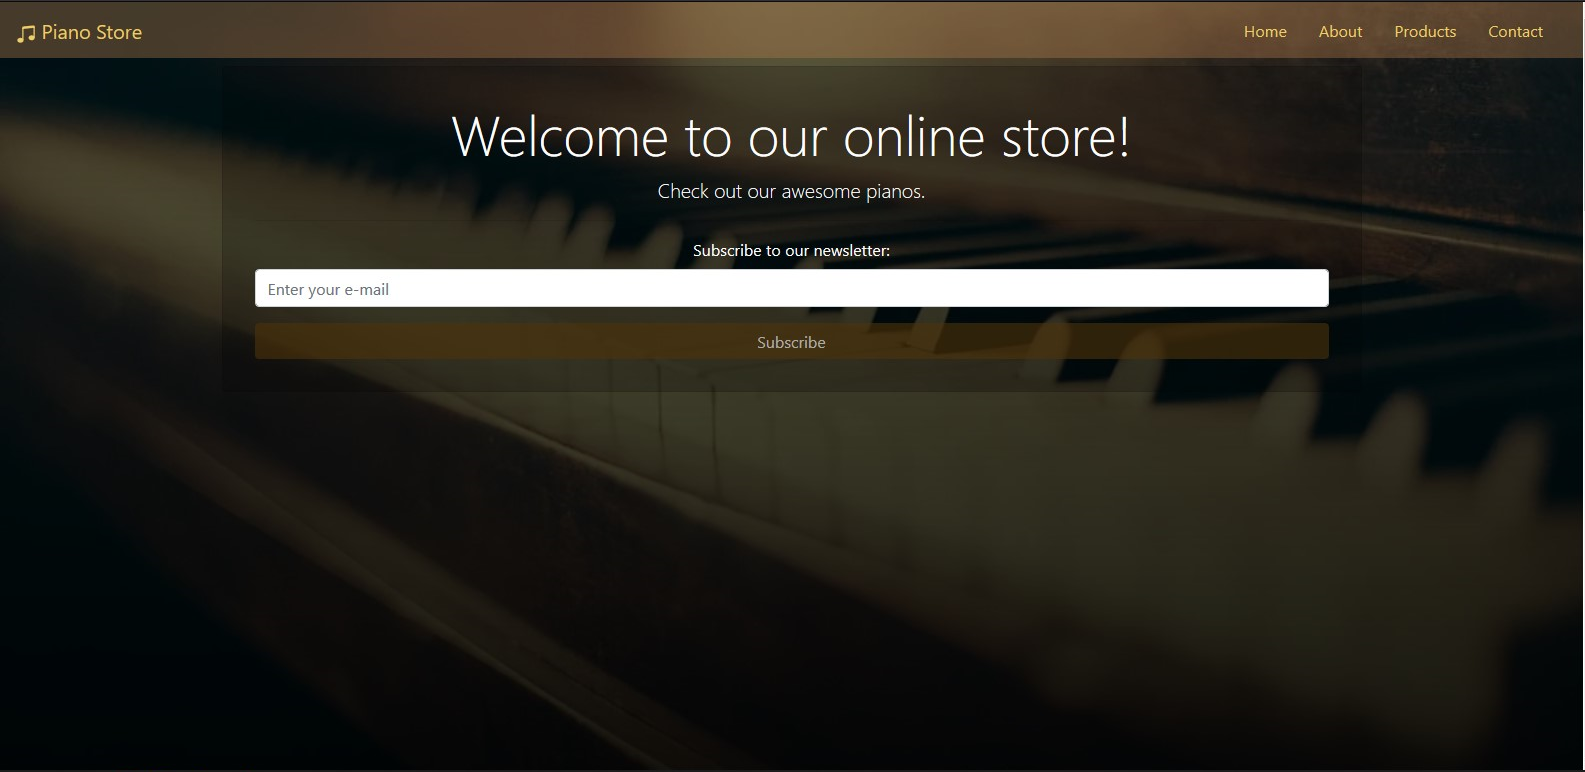 Piano Store
Home About Products Contact
Welcome to our online store!
Check out our awesome pianos.
Subscribe to our newsletter:
Enter your e-mail
Subscribe